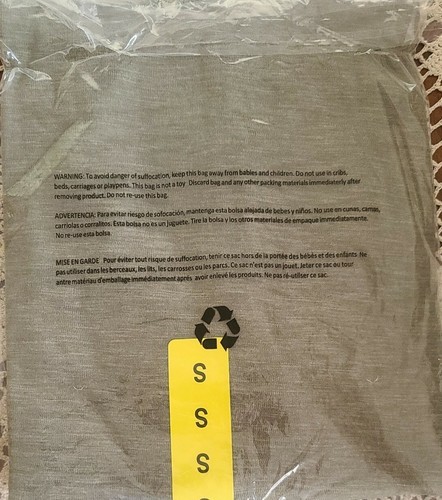 WARNING: To avoid danger of suffocation, keep this bag away from babies and children. Do not use in cribs,
beds, carriages or playpens. This bag is not a toy Discard bag and any other packing materials immediately after
removing product. Do not re-use this bag.
ADVERTENCIA: Para evitar riesgo de sofocación, mantenga esta bolsa alejada de bebes y niños. No use en cunas, camas,
carriolas o corralitos. Esta bolsa no es un juguete. Tire la bolsa y los otros materiales de empaque immediatamente.
No re-use esta bolsa.
MISE EN GARDE Pour éviter tout risque de suffocation, tenir ce sac hors de la portée des bébés et des enfants. Ne
pas utiliser dans les berceaux, les lits, les carrosses ou les parcs. Ce sac n'est pas un jouet. Jeter ce sac ou tour
antre matériau d'emballage immédiatement après avoir enlevé les produits. Ne pas ré-utiliser ce sac.
S
S
S